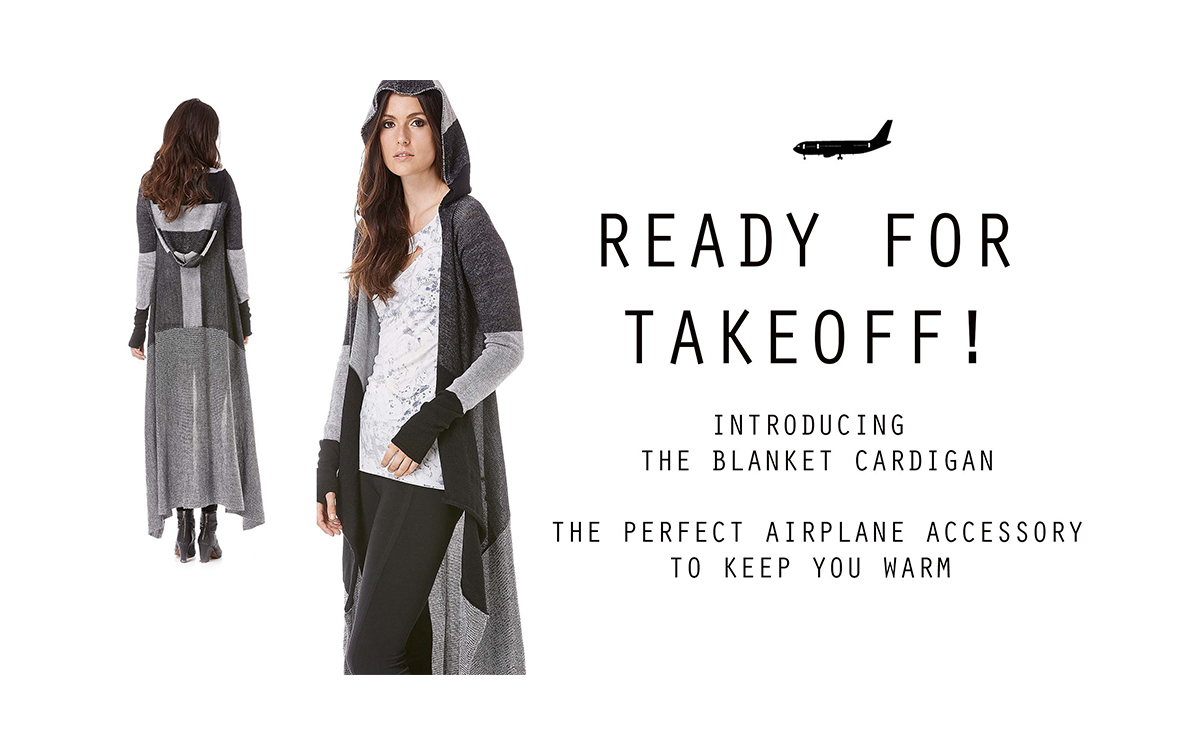 READY FOR
TAKEOFF!
INTRODUCING
THE BLANKET CARDIGAN
THE PERFECT AIRPLANE ACCESSORY
TO KEEP YOU WARM